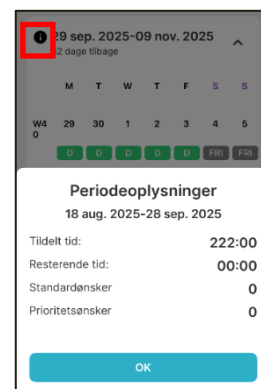 29 sep. 2025-09 nov. 2025
52 dage tilbage
M T W T F S S
W4
0
29 30 1 2 3 4 5
D D D D D FRI FRI
Periodeoplysninger
18 aug. 2025-28 sep. 2025
Tildelt tid: 222:00
Resterende tid: 00:00
Standardønsker 0
Prioritetsønsker 0
OK